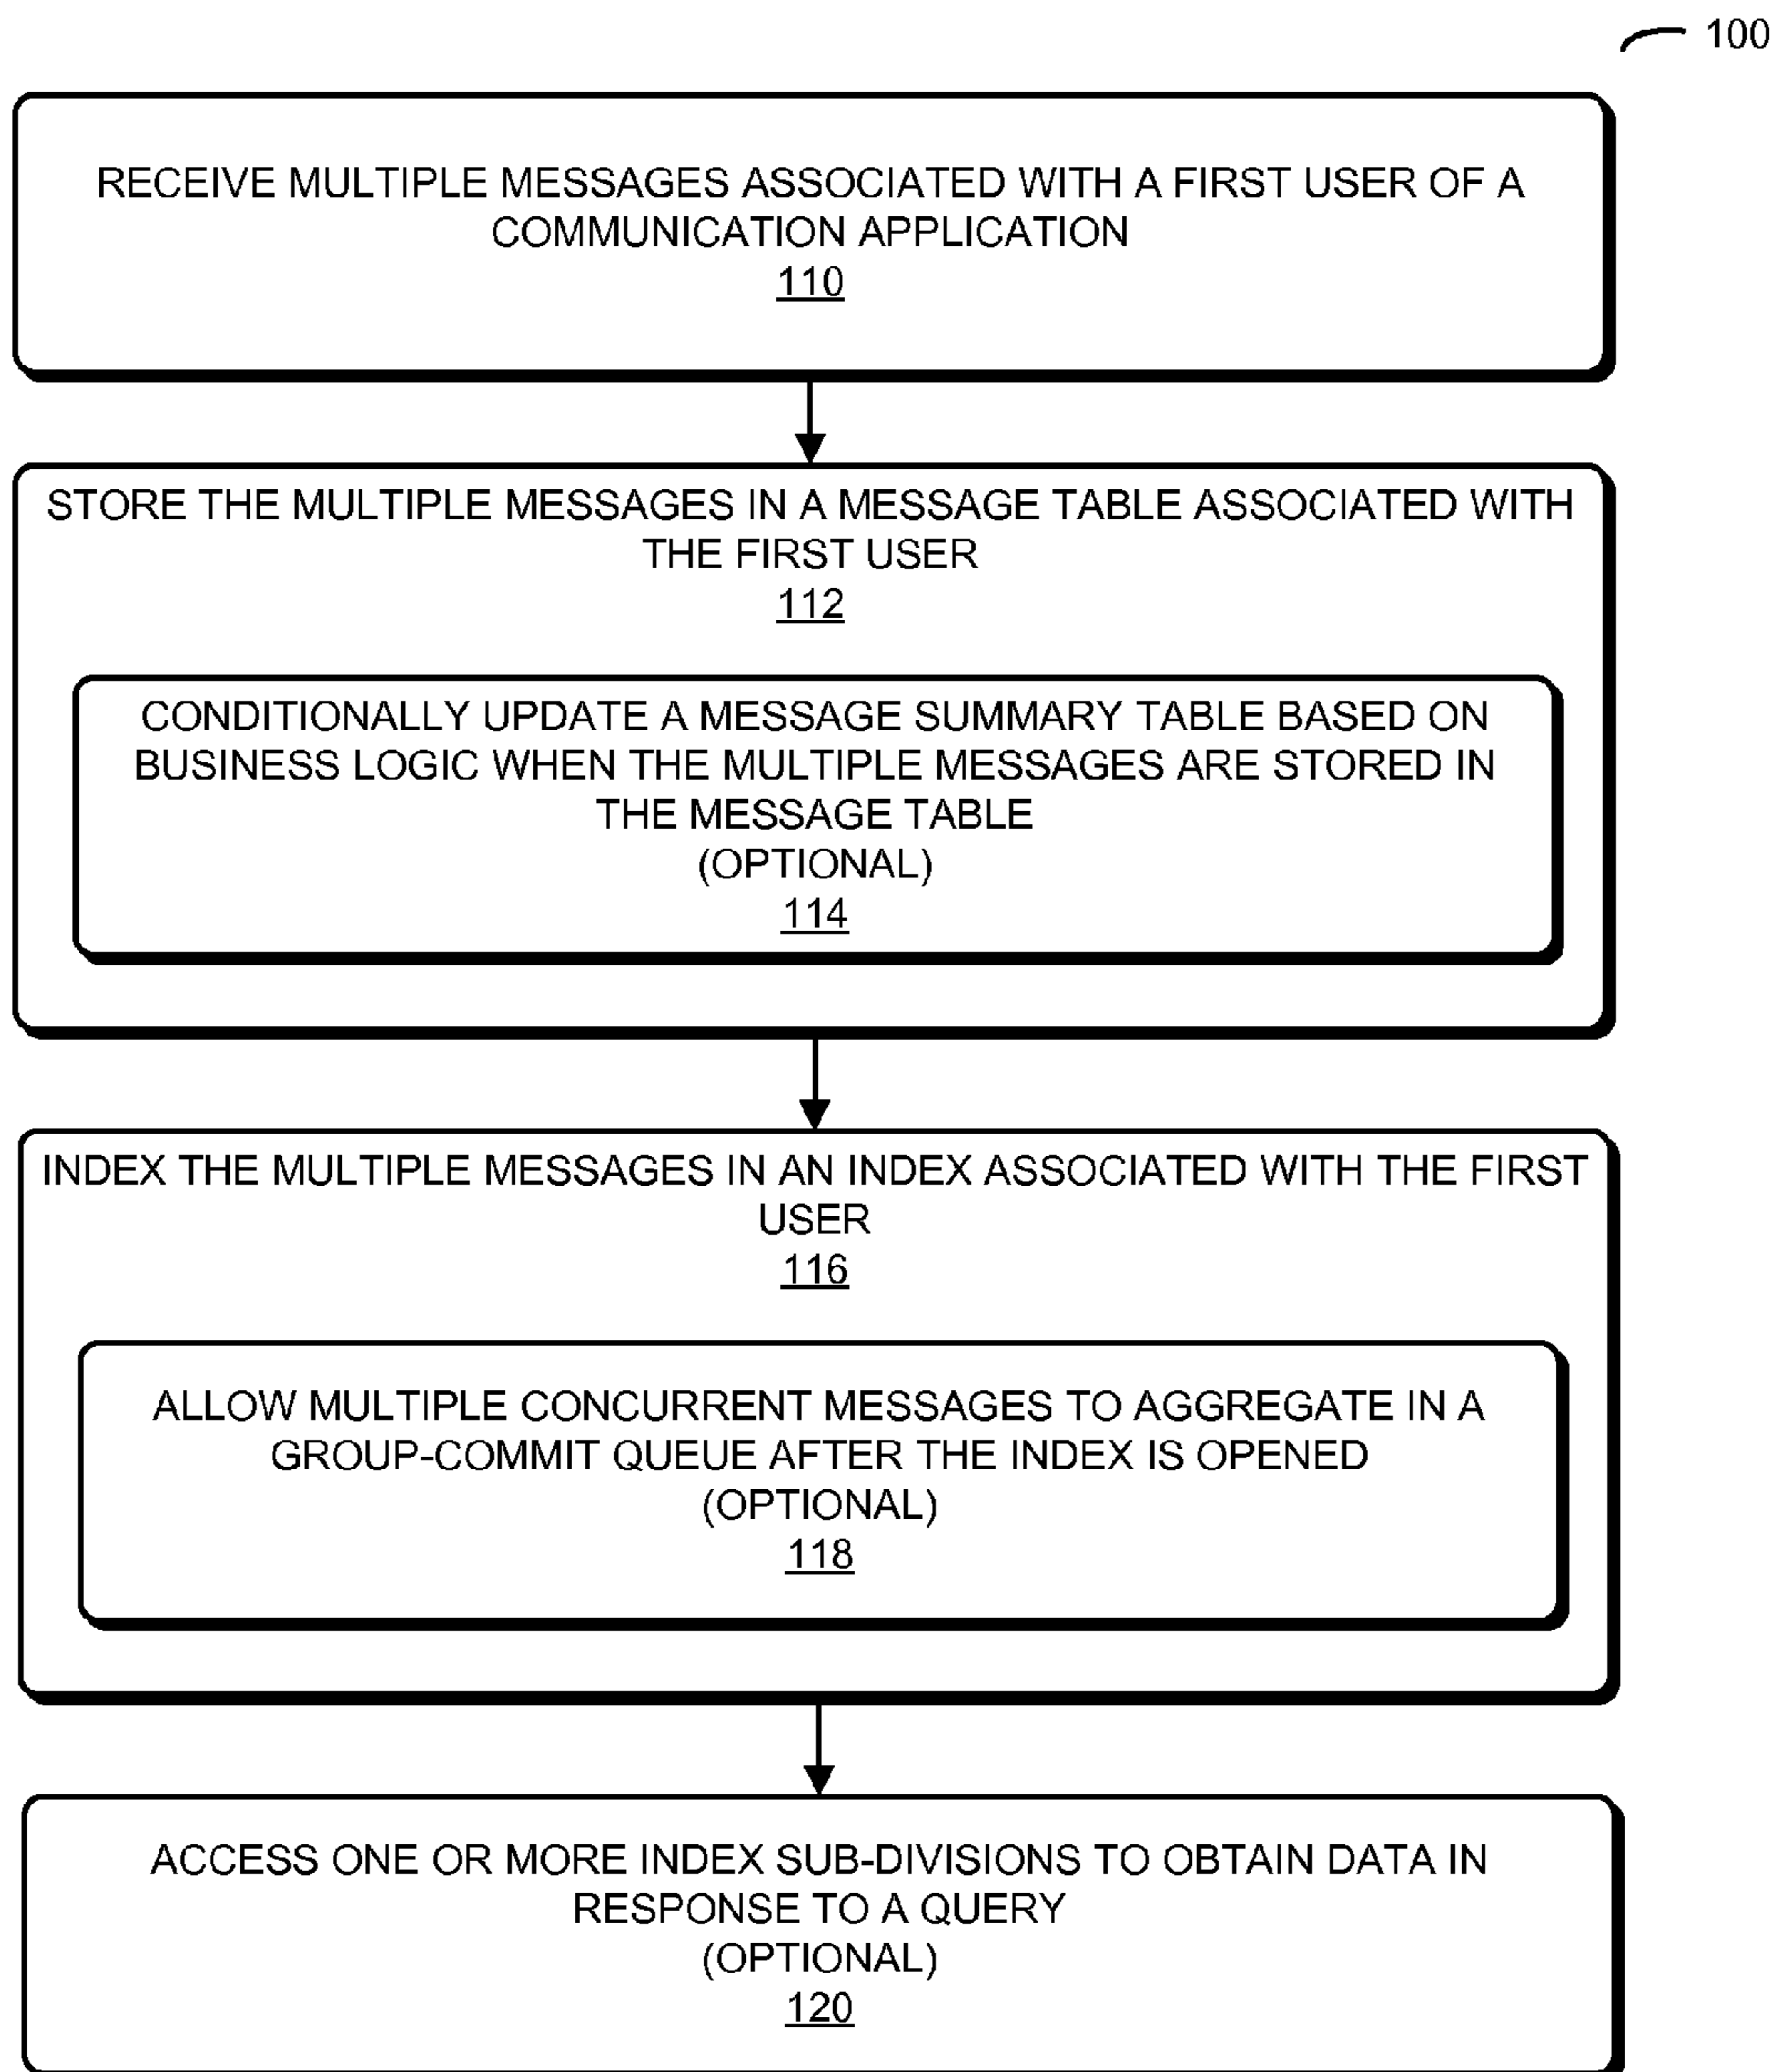 100
RECEIVE MULTIPLE MESSAGES ASSOCIATED WITH A FIRST USER OF A
COMMUNICATION APPLICATION
110
STORE THE MULTIPLE MESSAGES IN A MESSAGE TABLE ASSOCIATED WITH
THE FIRST USER
112
CONDITIONALLY UPDATE A MESSAGE SUMMARY TABLE BASED ON
BUSINESS LOGIC WHEN THE MULTIPLE MESSAGES ARE STORED IN
THE MESSAGE TABLE
(OPTIONAL)
114
INDEX THE MULTIPLE MESSAGES IN AN INDEX ASSOCIATED WITH THE FIRST
USER
116
ALLOW MULTIPLE CONCURRENT MESSAGES TO AGGREGATE IN A
GROUP-COMMIT QUEUE AFTER THE INDEX IS OPENED
(OPTIONAL)
118
ACCESS ONE OR MORE INDEX SUB-DIVISIONS TO OBTAIN DATA IN
RESPONSE TO A QUERY
(OPTIONAL)
120